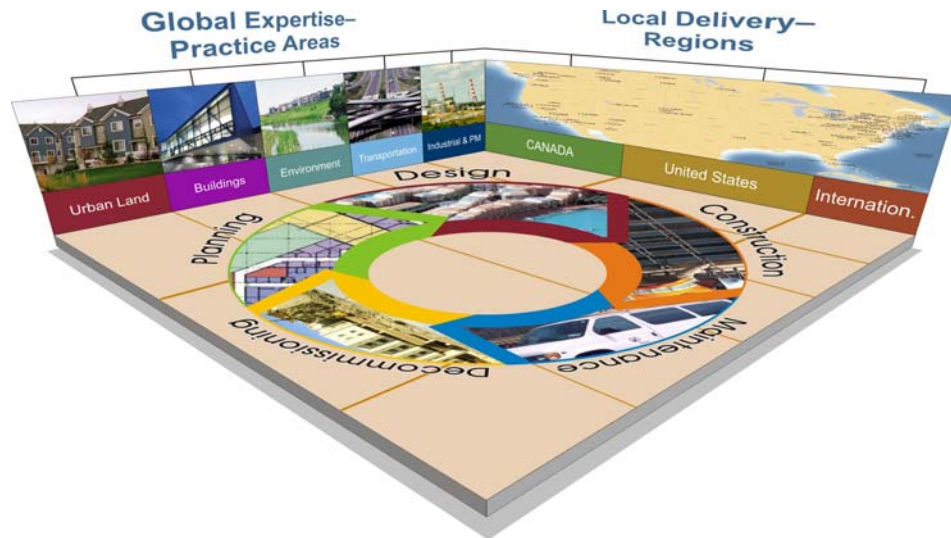 Global Expertise–
Practice Areas
Local Delivery–
Regions
Urban Land
Buildings
Environment
Transportation
Industrial & PM
CANADA
United States
Internation.
Planning
Design
Construction
Maintenance
Decommissioning